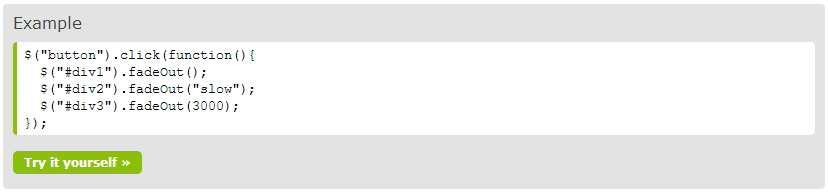 Example
$("button").click(function(){
  $("#div1").fadeOut();
  $("#div2").fadeOut("slow");
  $("#div3").fadeOut(3000);
});
Try it yourself »